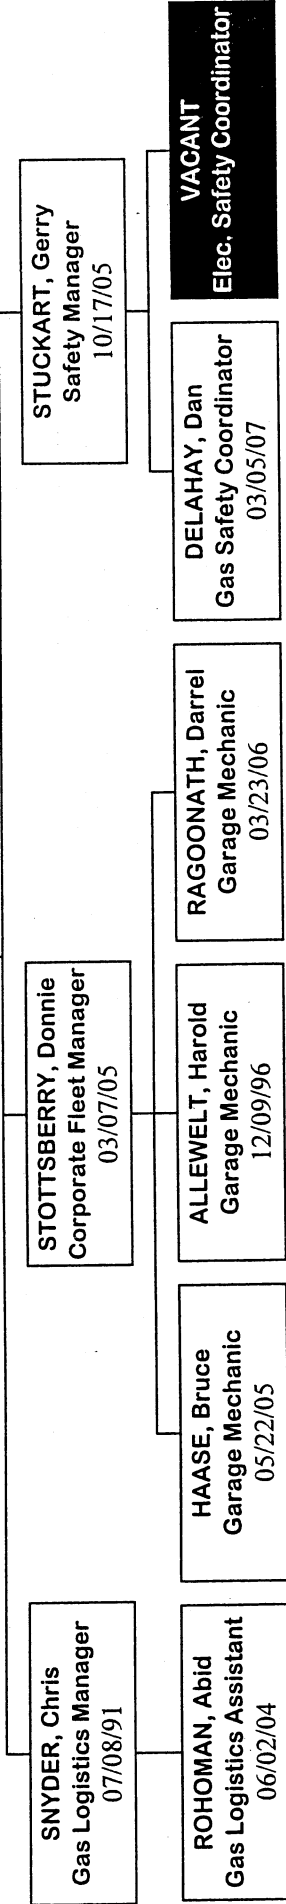 SNYDER, Chris
Gas Logistics Manager
07/08/91
STOTTSBERRY, Donnie
Corporate Fleet Manager
03/07/05
STUCKART, Gerry
Safety Manager
10/17/05
ROHOMAN, Abid
Gas Logistics Assistant
06/02/04
HAASE, Bruce
Garage Mechanic
05/22/05
ALLEWELT, Harold
Garage Mechanic
12/09/96
RAGOONATH, Darrel
Garage Mechanic
03/23/06
DELAHAY, Dan
Gas Safety Coordinator
03/05/07
VACANT
Elec. Safety Coordinator